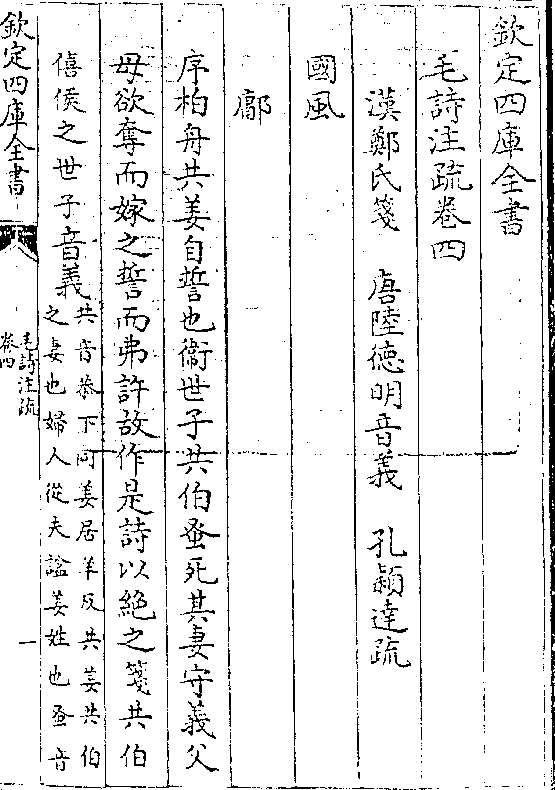 欽定四庫全書
毛詩注疏卷四
漢鄭氏箋　唐陸德明音義　孔穎達疏
國風
鄘
序柏舟共姜自誓也衞世子共伯蚤死其妻守義父
母欲奪而嫁之誓而弗許故作是詩以絕之箋共伯
僖侯之世子音義
共音恭下同姜居羊反共姜共伯
之妻也婦人從夫謚姜姓也蚤音
欽定四庫全書
毛詩注疏
卷四
一